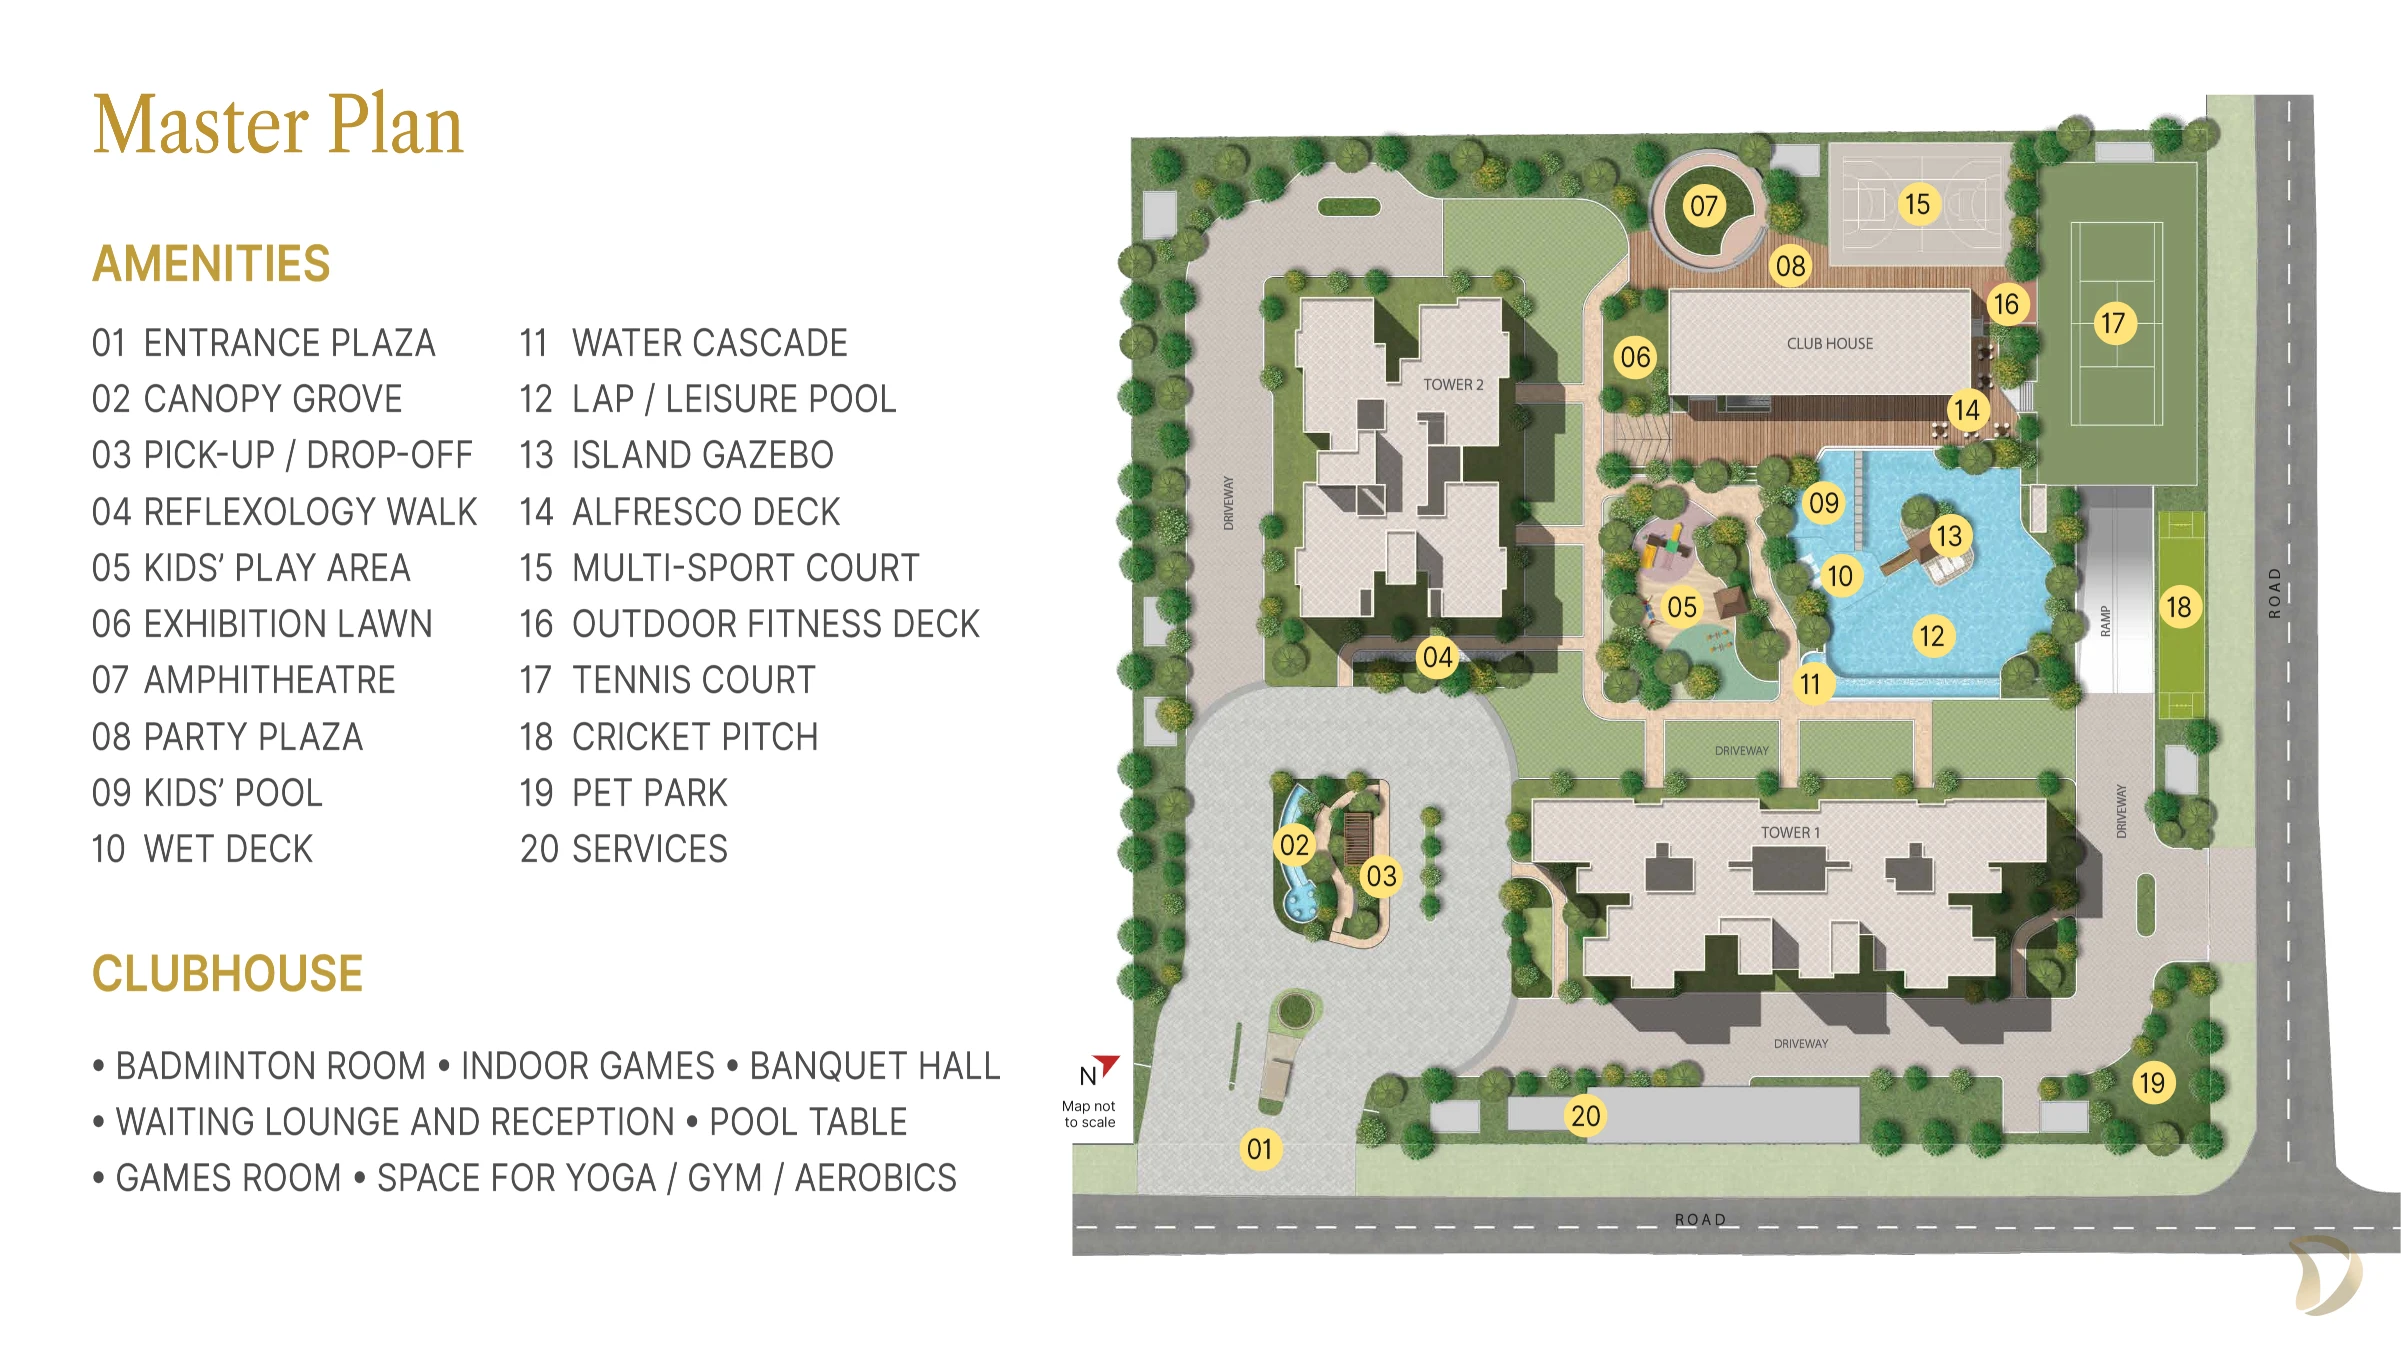 Master Plan
AMENITIES
01 ENTRANCE PLAZA
02 CANOPY GROVE
03 PICK-UP / DROP-OFF
04 REFLEXOLOGY WALK
05 KIDS' PLAY AREA
06 EXHIBITION LAWN
07 AMPHITHEATRE
08 PARTY PLAZA
09 KIDS' POOL
10 WET DECK
11 WATER CASCADE
12 LAP / LEISURE POOL
13 ISLAND GAZEBO
14 ALFRESCO DECK
15 MULTI-SPORT COURT
16 OUTDOOR FITNESS DECK
17 TENNIS COURT
18 CRICKET PITCH
19 PET PARK
20 SERVICES
CLUBHOUSE
• BADMINTON ROOM • INDOOR GAMES • BANQUET HALL
• WAITING LOUNGE AND RECEPTION • POOL TABLE
• GAMES ROOM • SPACE FOR YOGA / GYM / AEROBICS
07
15
08
16
17
CLUB HOUSE
06
TOWER 2
14
DRIVEWAY
09
13
10
05
12
18
ROAD
RAMP
04
11
DRIVEWAY
DRIVEWAY
TOWER 1
02
03
DRIVEWAY
N
Map not
to scale
19
20
01
ROAD